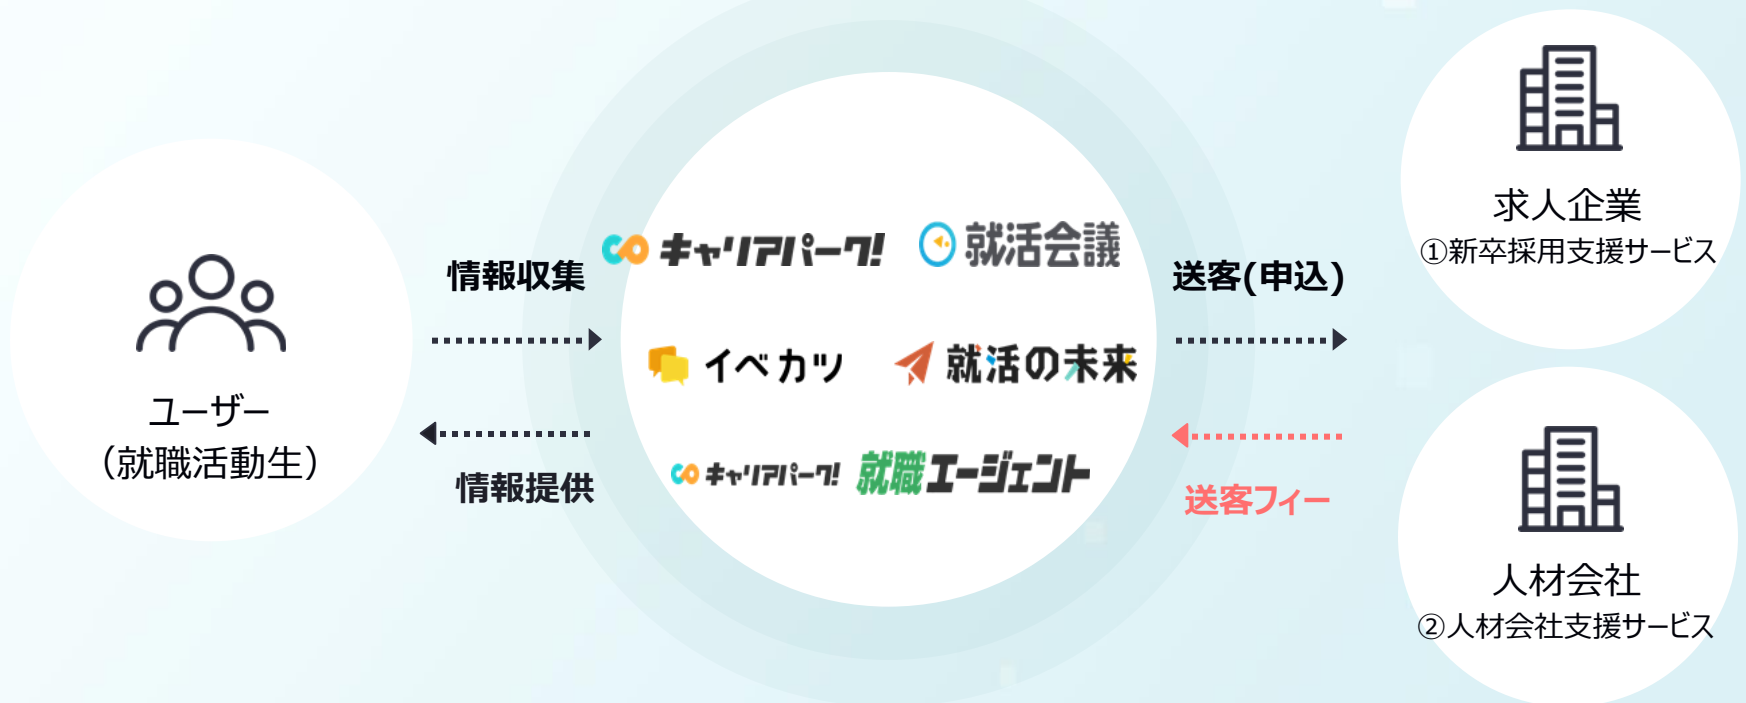 ユーザー
（就職活動生）
情報収集
情報提供
キャリアパーク!
就活会議
イベカツ
就活の未来
キャリアパーク! 就職エージェント
送客(申込)
送客フィー
求人企業
①新卒採用支援サービス
人材会社
②人材会社支援サービス